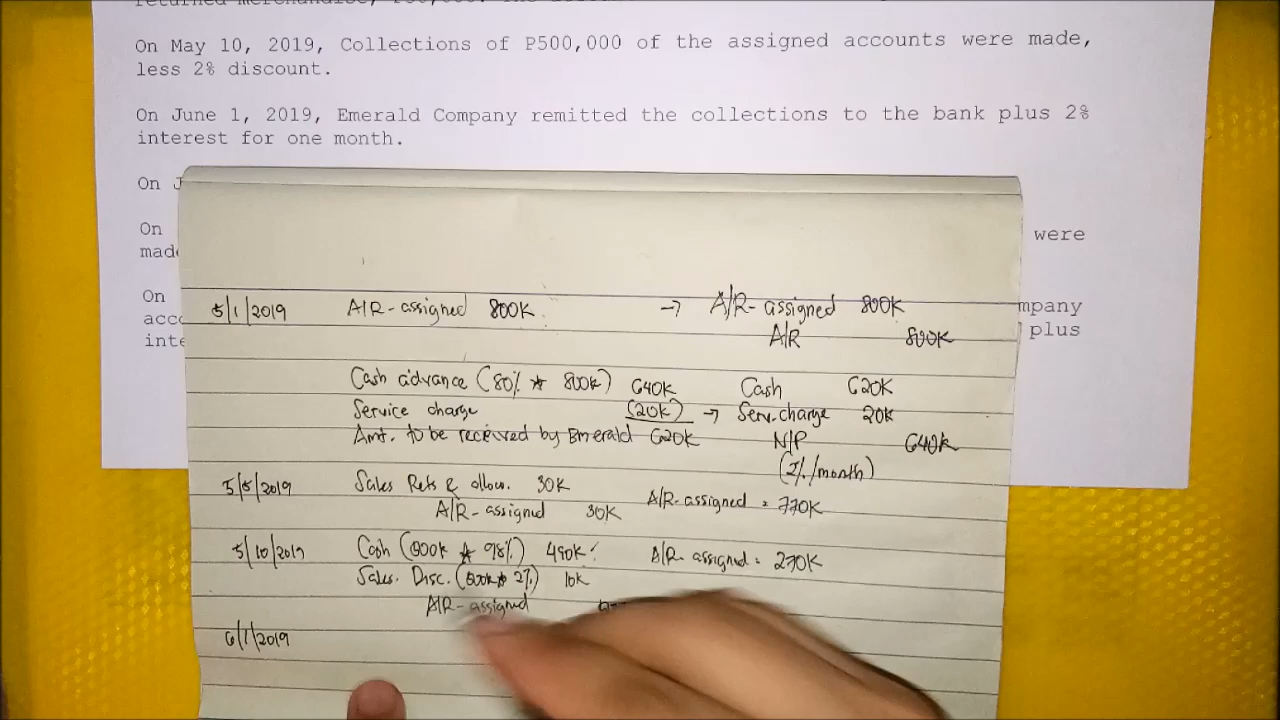 On May 10, 2019, Collections of P500,000 of the assigned accounts were made,
less 2% discount.
On June 1, 2019, Emerald Company remitted the collections to the bank plus 2%
interest for one month.
On J
On were
made
On mpany
acco plus
inte
5/1/2019 A/R-assigned 800K → A/R-assigned 800K
A/R 800K
Cash advance (80% * 800K) 640K Cash 620K
Service charge (20K) → Serv. charge 20K
Amt. to be received by Emerald 620K N/P 640K
(2%/month)
5/5/2019 Sales Rets & allow. 30K
A/R-assigned 30K A/R-assigned = 770K
5/10/2019 Cash (500K * 98%) 490K A/R-assigned = 270K
Sales. Disc. (500K * 2%) 10K
A/R-assigned
6/1/2019